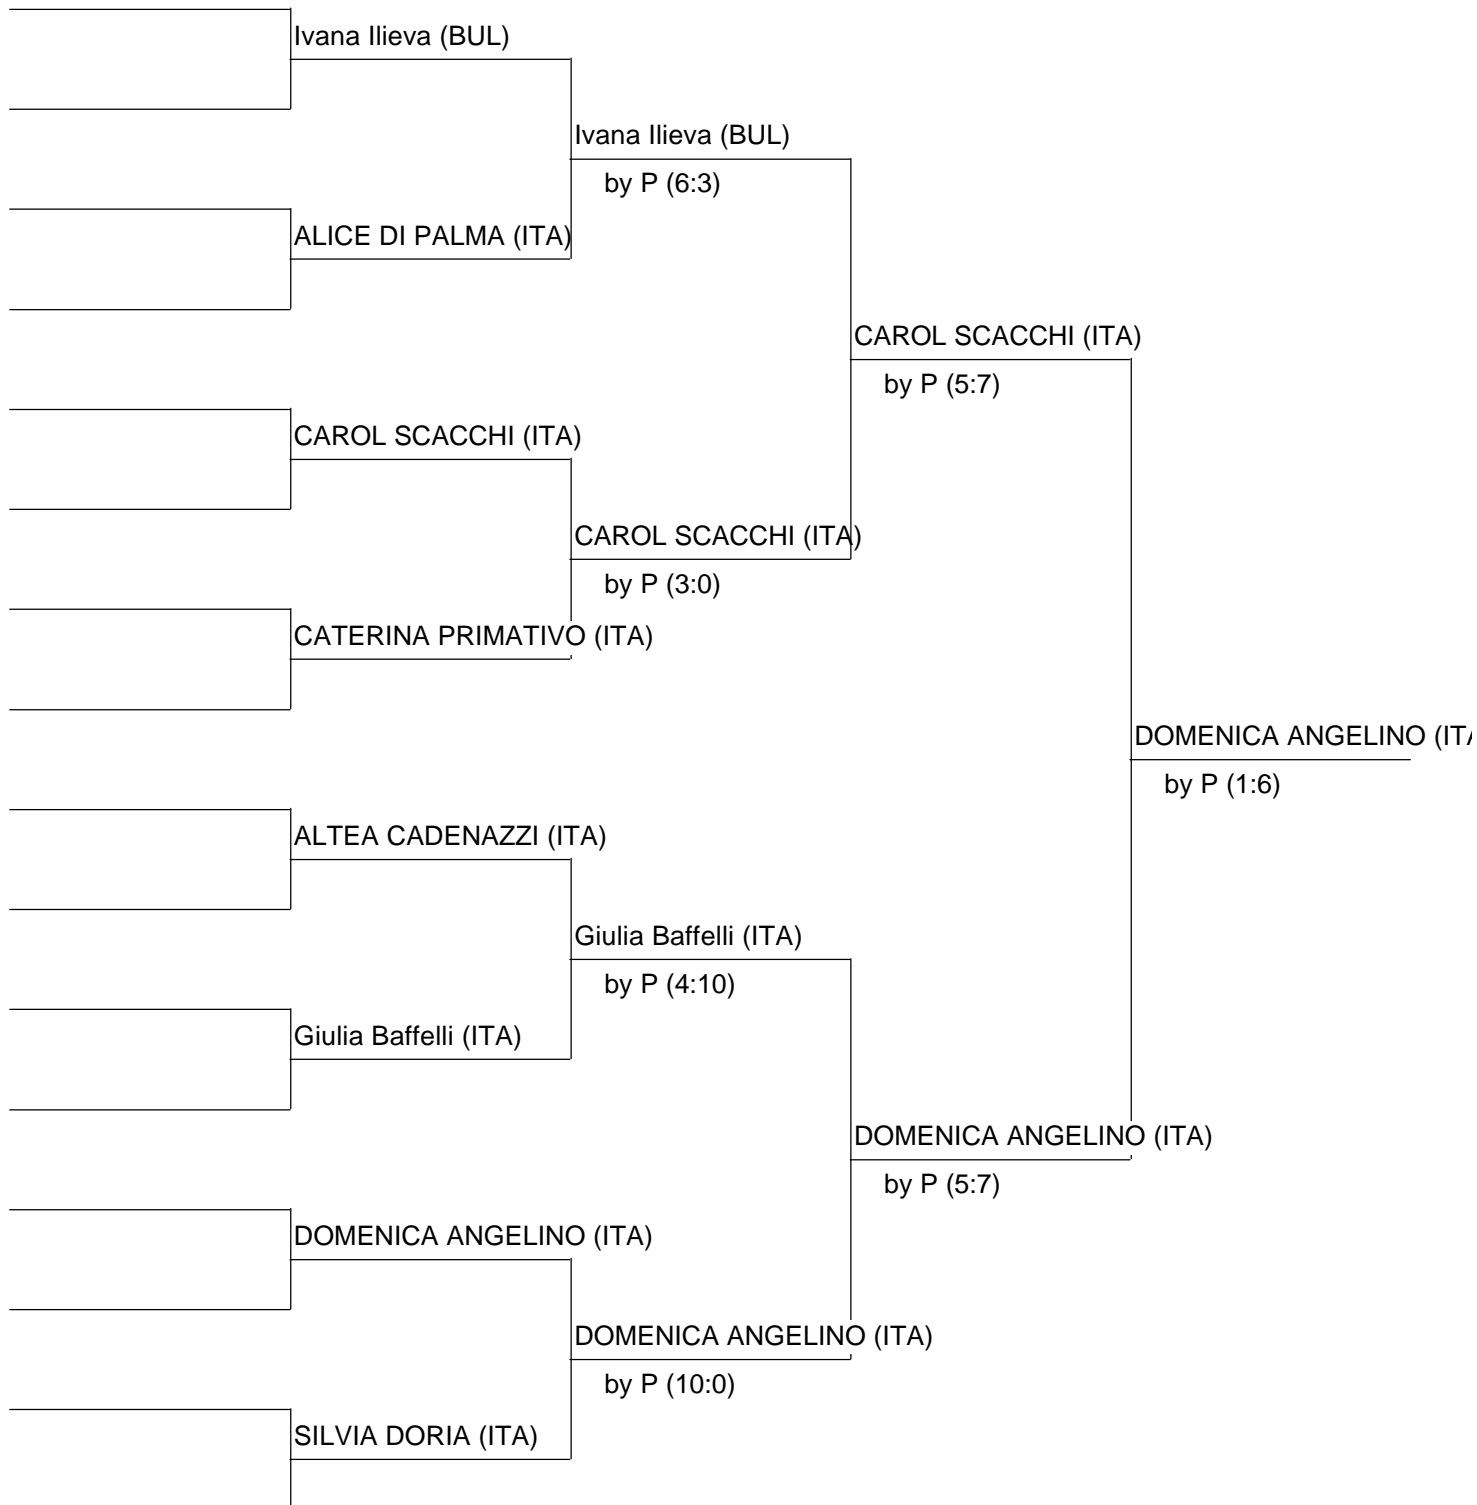 Ivana Ilieva (BUL)
Ivana Ilieva (BUL)
by P (6:3)
ALICE DI PALMA (ITA)
CAROL SCACCHI (ITA)
by P (5:7)
CAROL SCACCHI (ITA)
CAROL SCACCHI (ITA)
by P (3:0)
CATERINA PRIMATIVO (ITA)
DOMENICA ANGELINO (ITA
by P (1:6)
ALTEA CADENAZZI (ITA)
Giulia Baffelli (ITA)
by P (4:10)
Giulia Baffelli (ITA)
DOMENICA ANGELINO (ITA)
by P (5:7)
DOMENICA ANGELINO (ITA)
DOMENICA ANGELINO (ITA)
by P (10:0)
SILVIA DORIA (ITA)